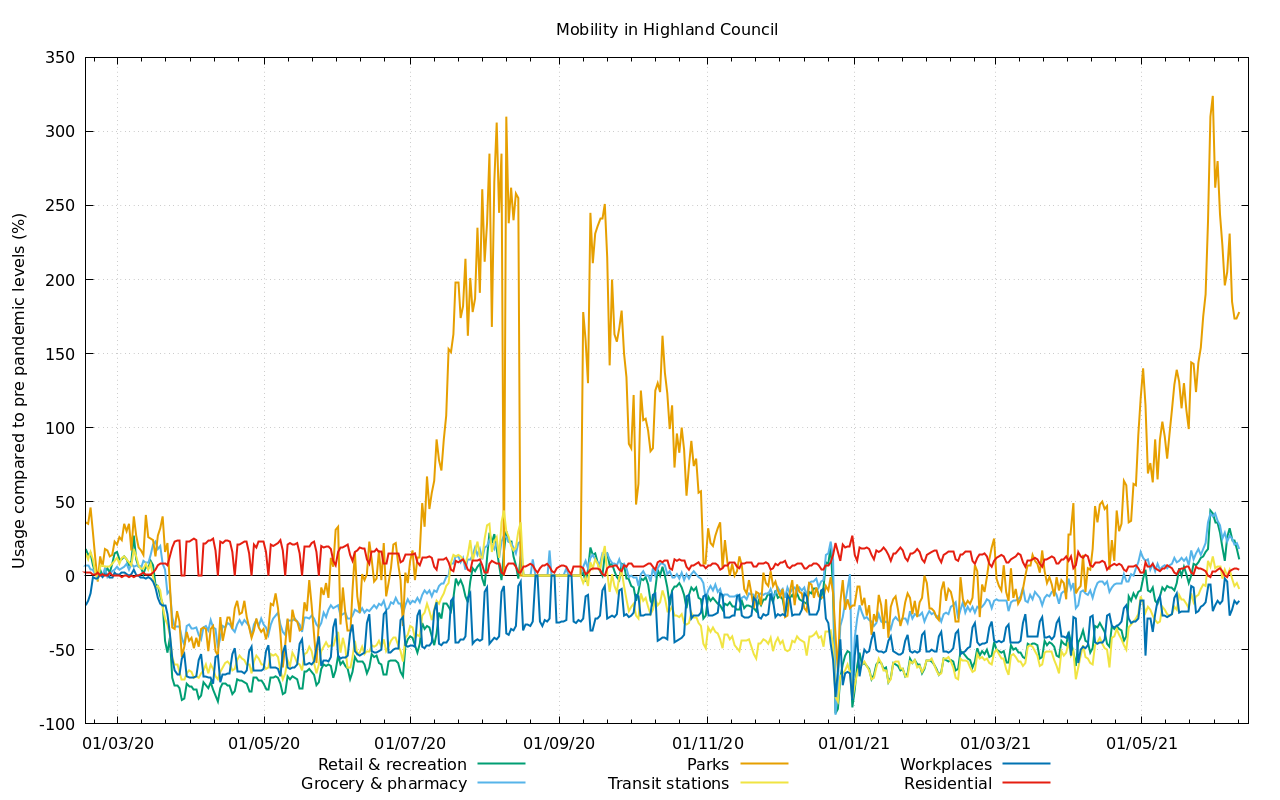 Mobility in Highland Council
Usage compared to pre pandemic levels (%)
350
300
250
200
150
100
50
0
-50
-100
01/03/20 01/05/20 01/07/20 01/09/20 01/11/20 01/01/21 01/03/21 01/05/21
Retail & recreation Parks Workplaces
Grocery & pharmacy Transit stations Residential